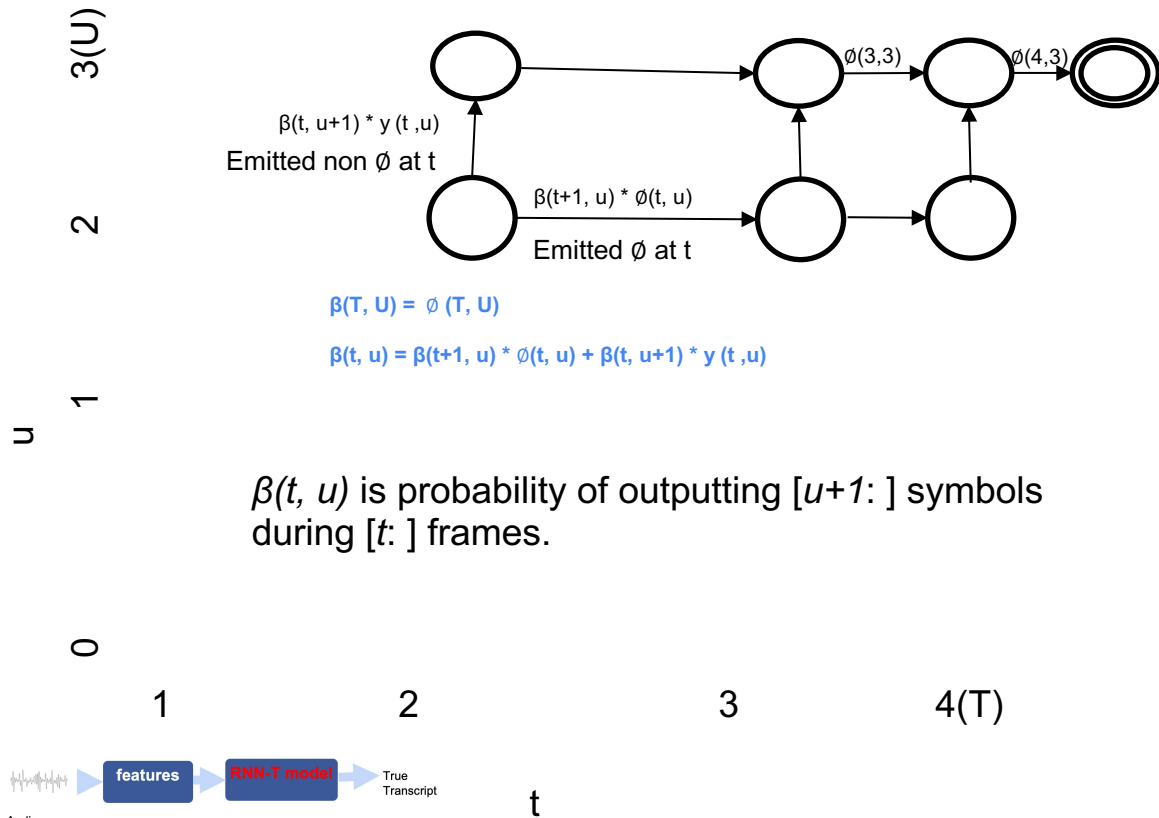 3(U)
∅(3,3)
∅(4,3)
β(t, u+1) * y (t ,u)
Emitted non ∅ at t
2
β(t+1, u) * ∅(t, u)
Emitted ∅ at t
β(T, U) = ∅ (T, U)
β(t, u) = β(t+1, u) * ∅(t, u) + β(t, u+1) * y (t ,u)
1
u
β(t, u) is probability of outputting [u+1: ] symbols
during [t: ] frames.
0
1 2 3 4(T)
features
RNN-T model
True
Transcript
t